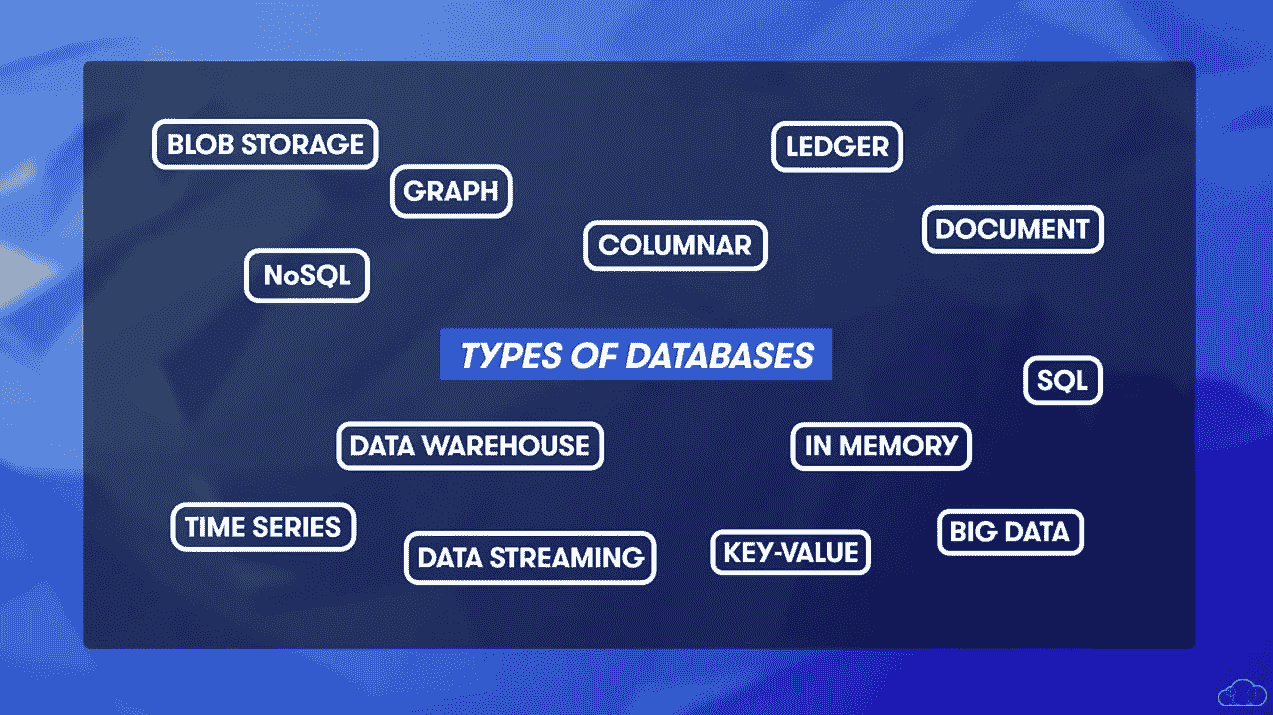 BLOB STORAGE
LEDGER
GRAPH
DOCUMENT
COLUMNAR
NoSQL
TYPES OF DATABASES
SQL
DATA WAREHOUSE
IN MEMORY
TIME SERIES
DATA STREAMING
KEY-VALUE
BIG DATA